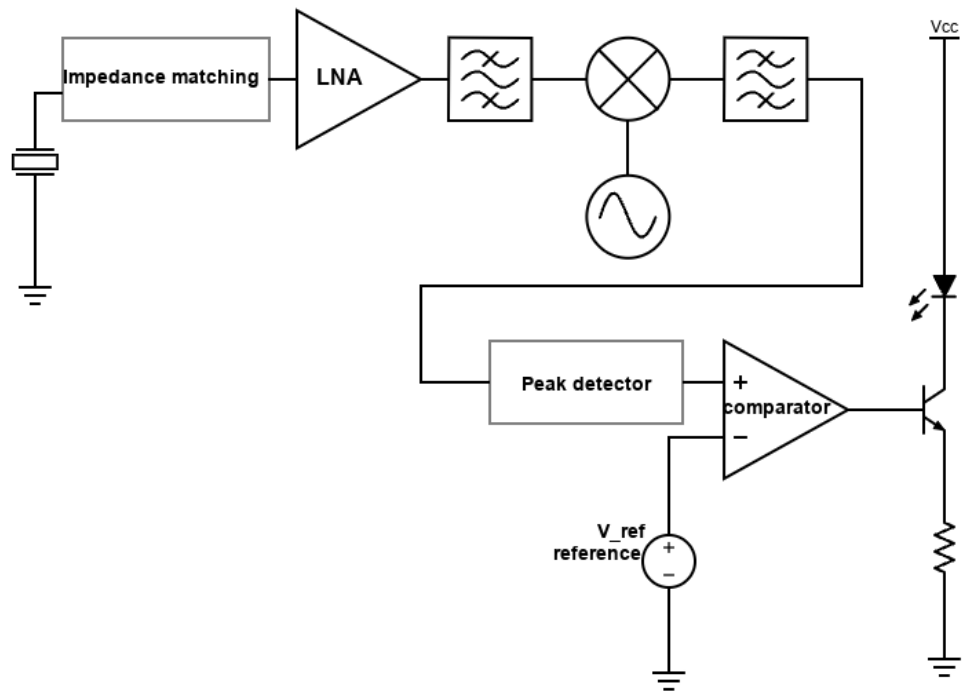 Vcc
Impedance matching
LNA
Peak detector
+
comparator
−
V_ref
reference
+
−